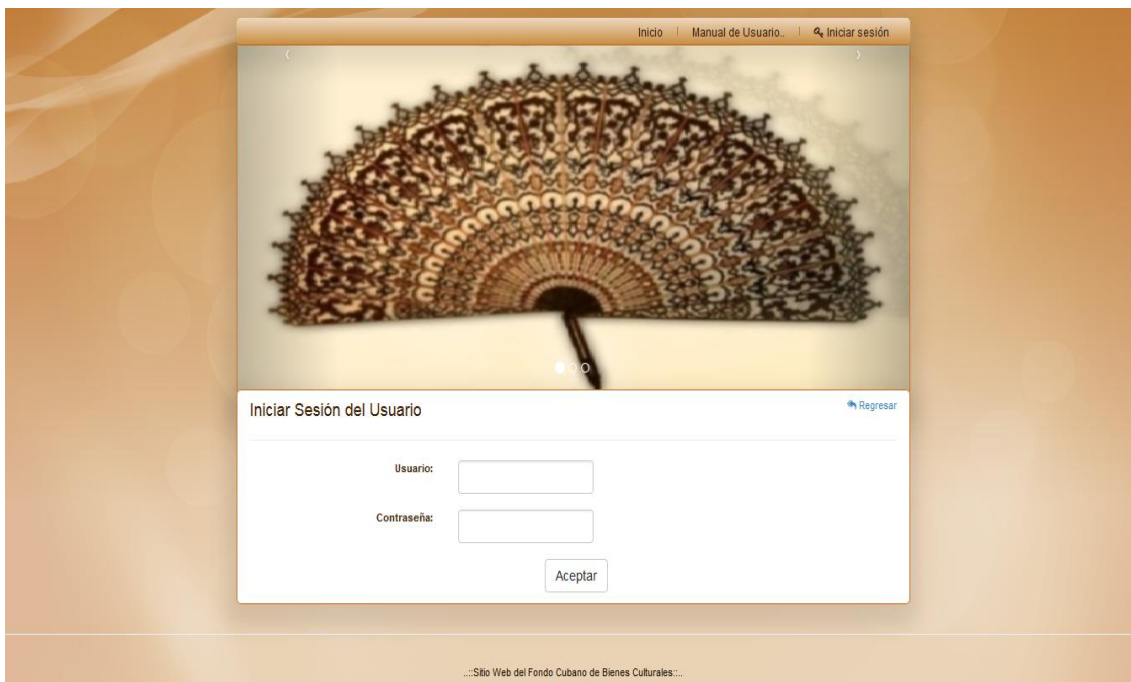 Inicio | Manual de Usuario.. | Iniciar sesión
Iniciar Sesión del Usuario
Regresar
Usuario:
Contraseña:
Aceptar
..::Sitio Web del Fondo Cubano de Bienes Culturales::..